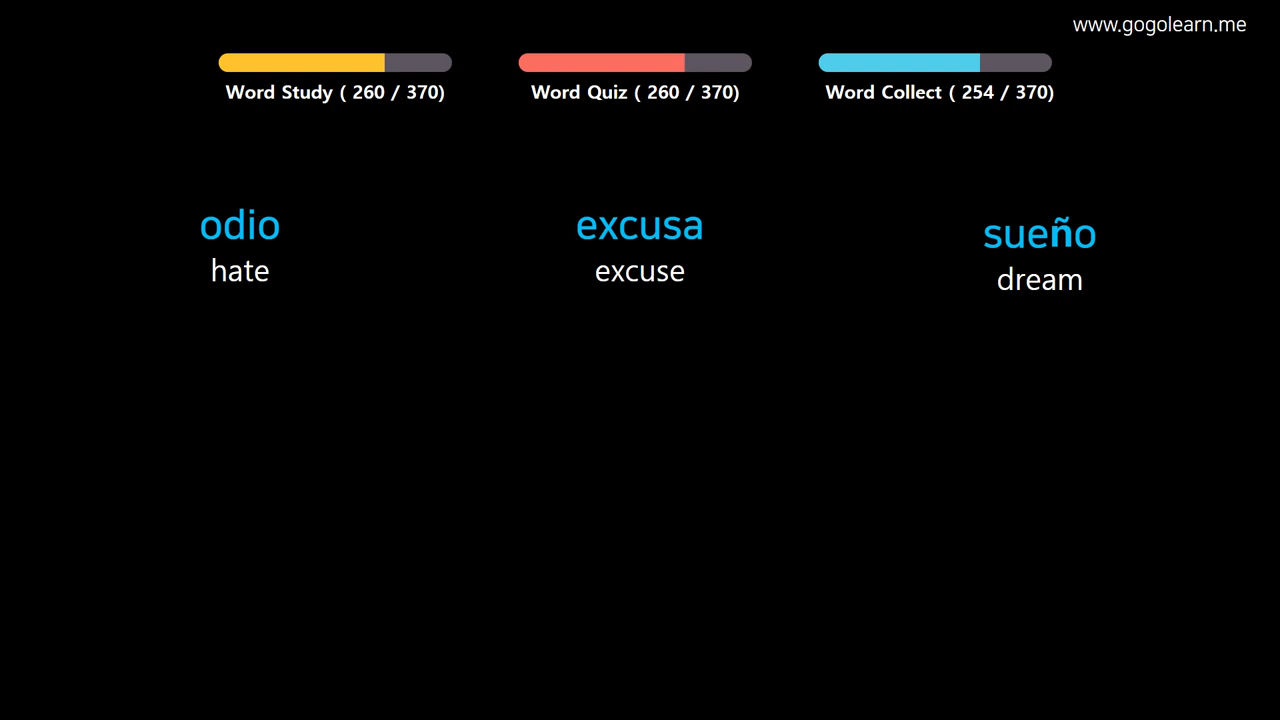 www.gogolearn.me
Word Study ( 260 / 370)
Word Quiz ( 260 / 370)
Word Collect ( 254 / 370)
odio
hate
excusa
excuse
sueño
dream